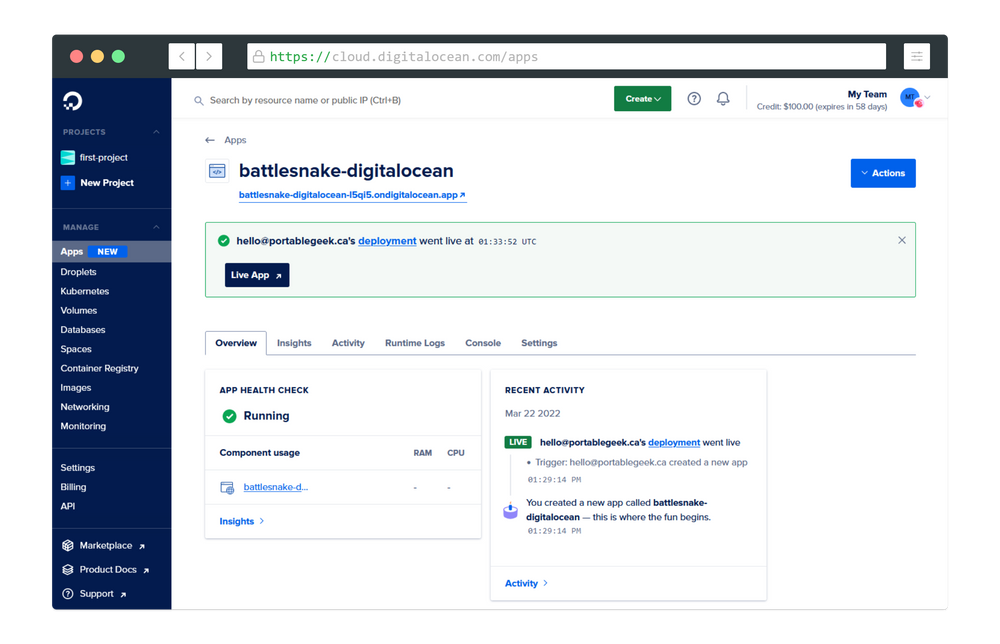 https://cloud.digitalocean.com/apps
Search by resource name or public IP (Ctrl+B)
Create
My Team
Credit: $100.00 (expires in 58 days)
MT
PROJECTS
first-project
New Project
MANAGE
Apps NEW
Droplets
Kubernetes
Volumes
Databases
Spaces
Container Registry
Images
Networking
Monitoring
Settings
Billing
API
Marketplace
Product Docs
Support
Apps
battlesnake-digitalocean
battlesnake-digitalocean-l5qi5.ondigitalocean.app
Actions
hello@portablegeek.ca's deployment went live at 01:33:52 UTC
Live App
Overview Insights Activity Runtime Logs Console Settings
APP HEALTH CHECK
Running
Component usage RAM CPU
battlesnake-d... - -
Insights
RECENT ACTIVITY
Mar 22 2022
LIVE hello@portablegeek.ca's deployment went live
• Trigger: hello@portablegeek.ca created a new app
01:29:14 PM
You created a new app called battlesnake-
digitalocean — this is where the fun begins.
01:29:14 PM
Activity